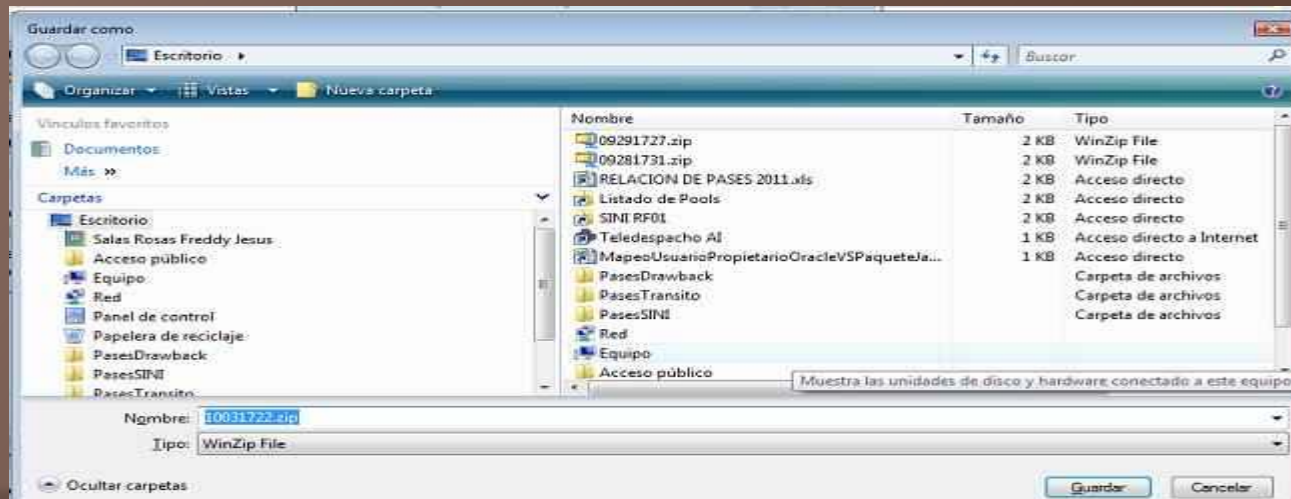 Guardar como
Escritorio
Buscar
Organizar Vistas Nueva carpeta
Vínculos favoritos
Documentos
Más »
Carpetas
Escritorio
Salas Rosas Freddy Jesus
Acceso público
Equipo
Red
Panel de control
Papelera de reciclaje
PasesDrawback
PasesSINI
PasesTransito
Nombre Tamaño Tipo
09291727.zip 2 KB WinZip File
09281731.zip 2 KB WinZip File
RELACION DE PASES 2011.xls 2 KB Acceso directo
Listado de Pools 2 KB Acceso directo
SINI RF01 2 KB Acceso directo
Teledespacho AI 1 KB Acceso directo a Internet
MapeoUsuarioPropietarioOracleVSPaqueteJa... 1 KB Acceso directo
PasesDrawback Carpeta de archivos
PasesTransito Carpeta de archivos
PasesSINI Carpeta de archivos
Red
Equipo
Acceso público
Muestra las unidades de disco y hardware conectado a este equipo
Nombre: 10031722.zip
Tipo: WinZip File
Ocultar carpetas
Guardar Cancelar